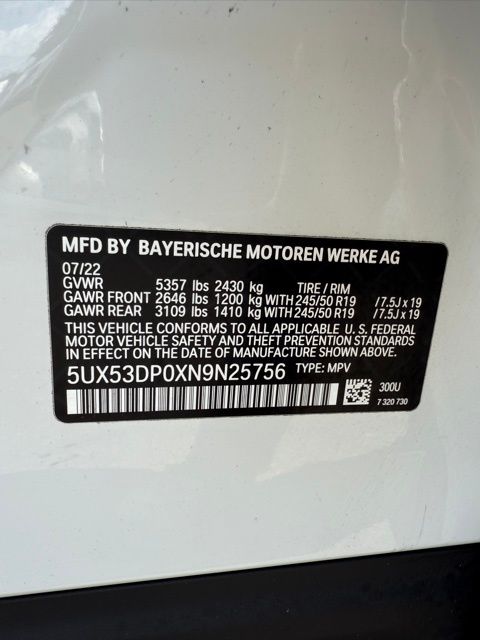 MFD BY BAYERISCHE MOTOREN WERKE AG
07/22
GVWR 5357 lbs 2430 kg TIRE / RIM
GAWR FRONT 2646 lbs 1200 kg WITH 245/50 R19 / 7.5J x 19
GAWR REAR 3109 lbs 1410 kg WITH 245/50 R19 / 7.5J x 19
THIS VEHICLE CONFORMS TO ALL APPLICABLE U. S. FEDERAL
MOTOR VEHICLE SAFETY AND THEFT PREVENTION STANDARDS
IN EFFECT ON THE DATE OF MANUFACTURE SHOWN ABOVE.
5UX53DP0XN9N25756 TYPE: MPV
300U
7 320 730